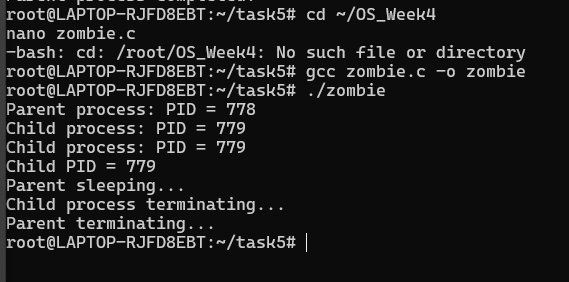 root@LAPTOP-RJFD8EBT:~/task5# cd ~/OS_Week4
nano zombie.c
-bash: cd: /root/OS_Week4: No such file or directory
root@LAPTOP-RJFD8EBT:~/task5# gcc zombie.c -o zombie
root@LAPTOP-RJFD8EBT:~/task5# ./zombie
Parent process: PID = 778
Child process: PID = 779
Child process: PID = 779
Child PID = 779
Parent sleeping...
Child process terminating...
Parent terminating...
root@LAPTOP-RJFD8EBT:~/task5#